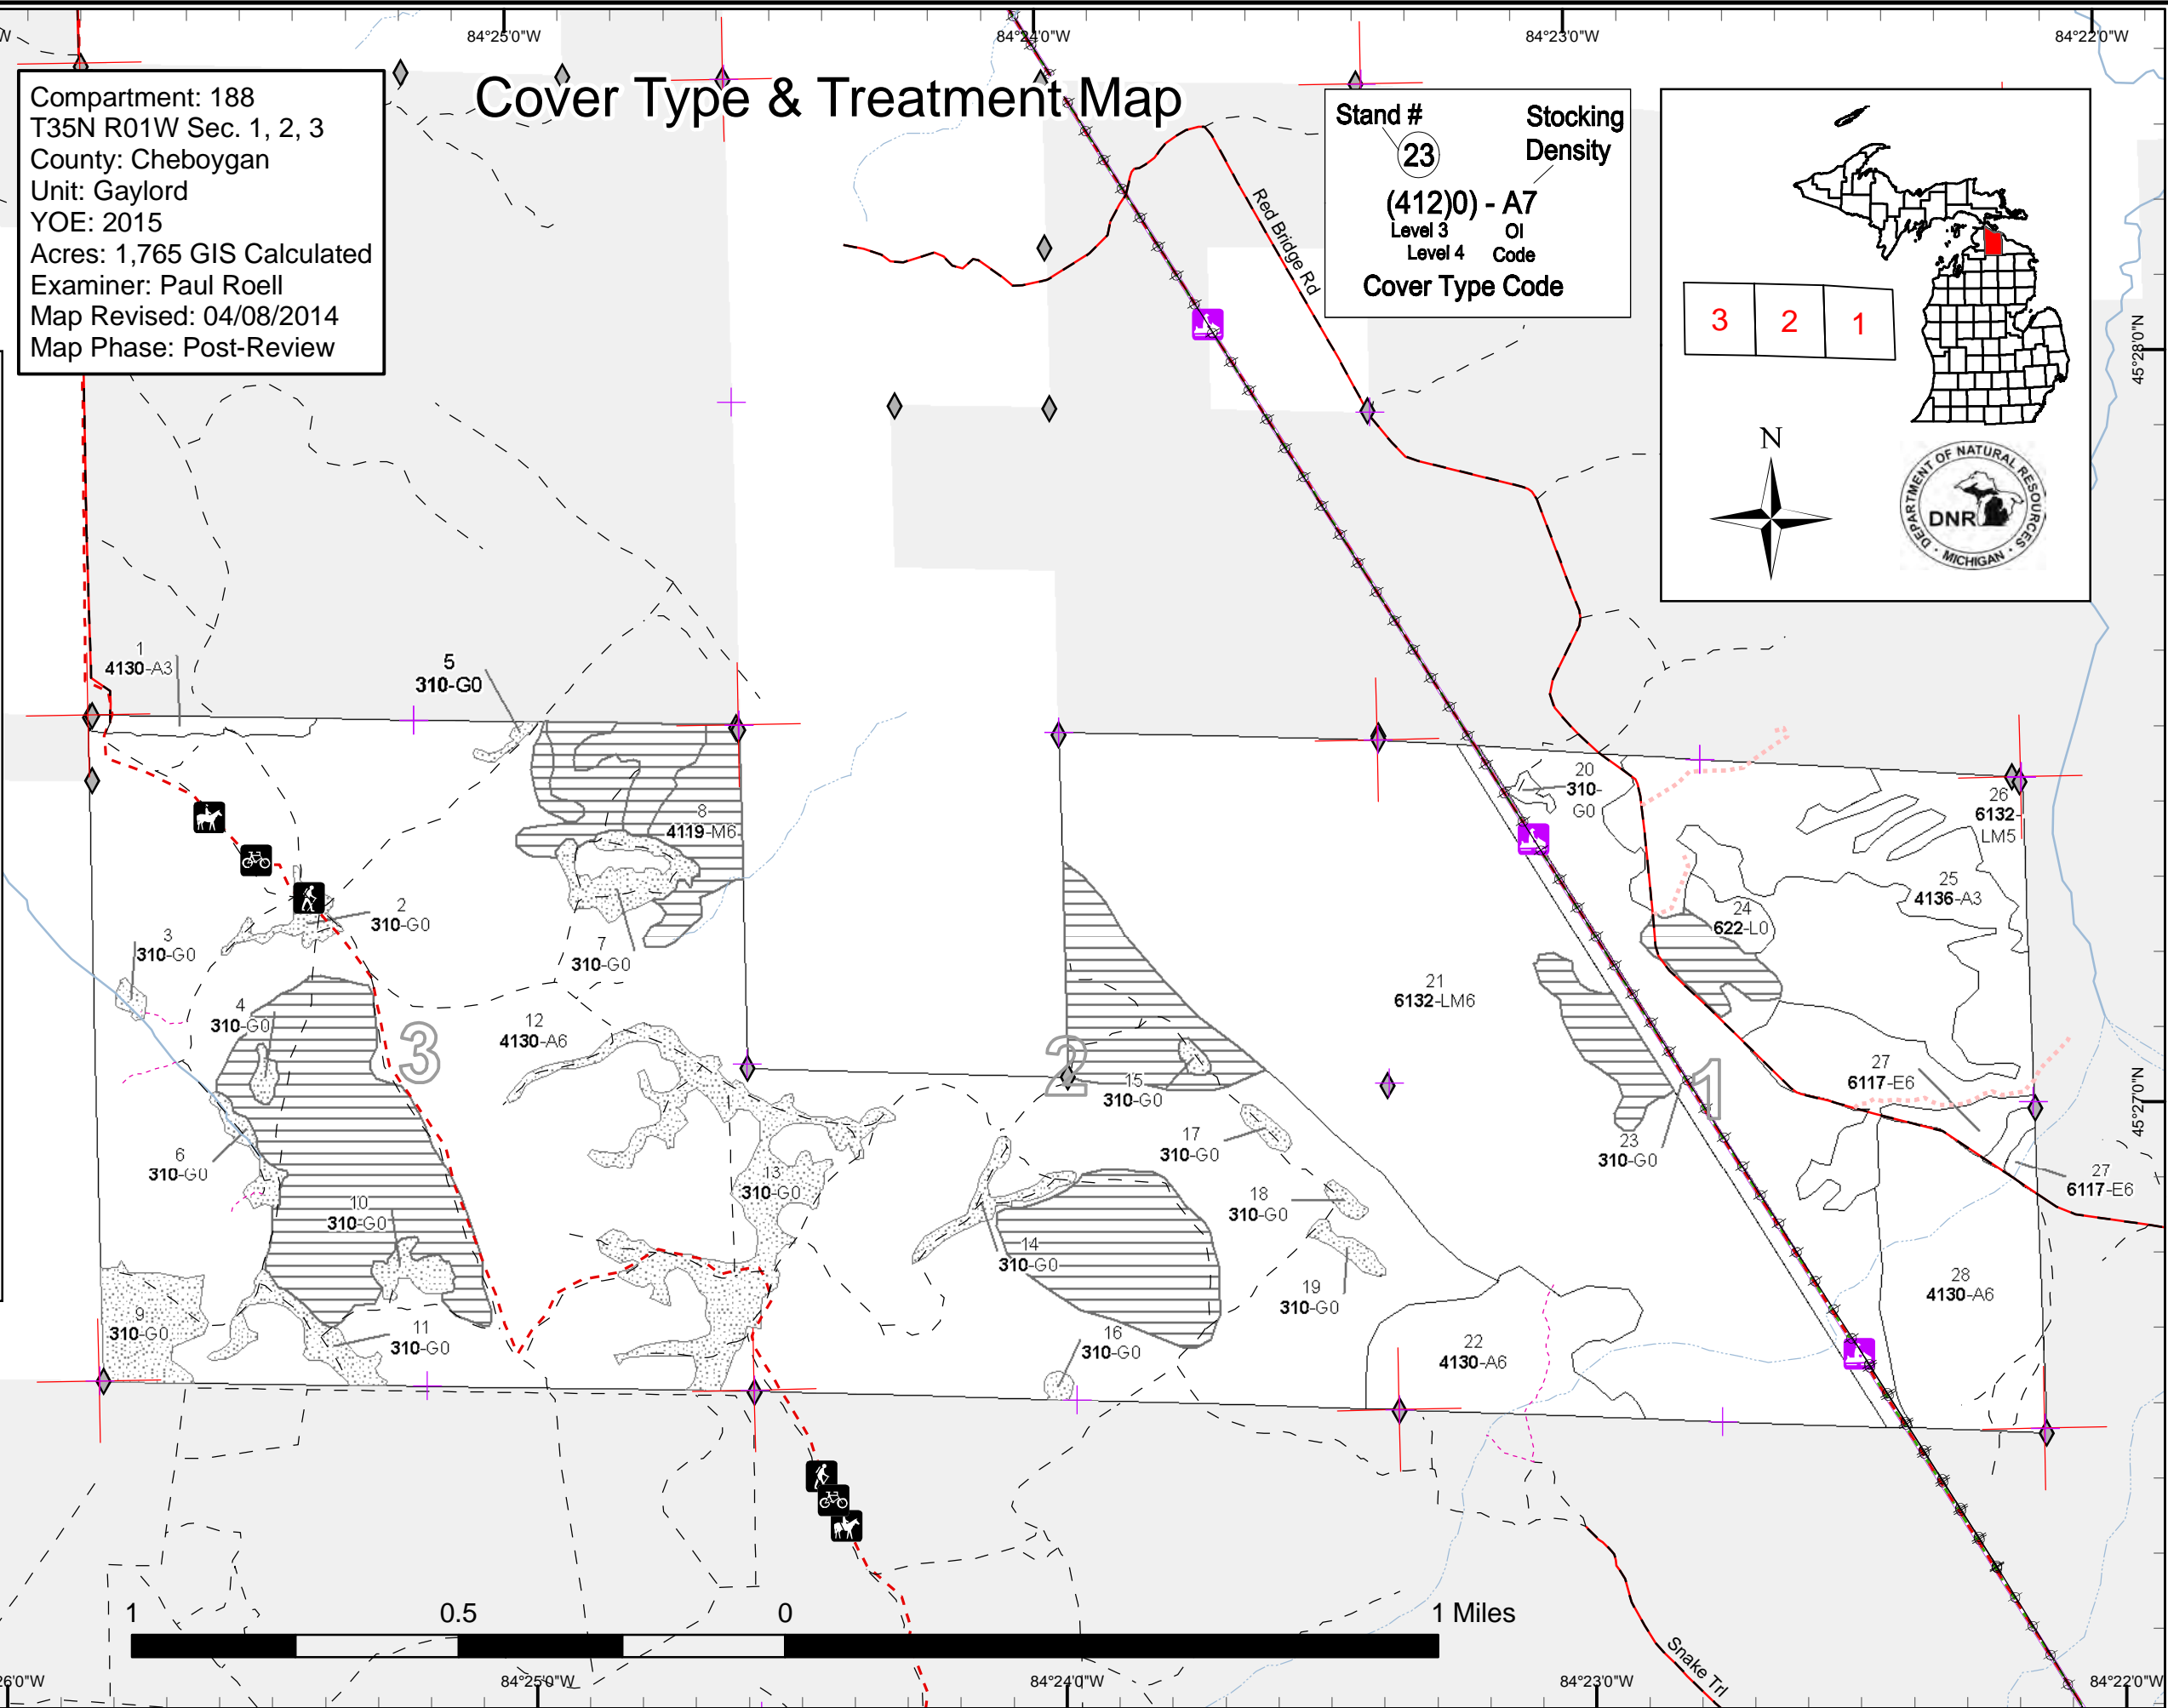 84°25'0"W
84°24'0"W
84°23'0"W
84°22'0"W
Cover Type & Treatment Map
Compartment: 188
T35N R01W Sec. 1, 2, 3
County: Cheboygan
Unit: Gaylord
YOE: 2015
Acres: 1,765 GIS Calculated
Examiner: Paul Roell
Map Revised: 04/08/2014
Map Phase: Post-Review
Stand #
Stocking
Density
23
(412)0) - A7
Level 3
OI
Level 4
Code
Cover Type Code
3
2
1
N
DEPARTMENT OF NATURAL RESOURCES
DNR
MICHIGAN
Red Bridge Rd
45°28'0"N
1
4130-A3
5
310-G0
8
4119-M6
20
310-
G0
26
6132-
LM5
25
4136-A3
2
310-G0
24
622-L0
3
310-G0
7
310-G0
21
6132-LM6
4
310-G0
12
4130-A6
3
2
1
15
310-G0
27
6117-E6
45°27'0"N
17
310-G0
23
310-G0
6
310-G0
13
310-G0
27
6117-E6
18
310-G0
10
310-G0
14
310-G0
19
310-G0
28
4130-A6
9
310-G0
11
310-G0
16
310-G0
22
4130-A6
1
0.5
0
1 Miles
Snake Trl
26'0"W
84°25'0"W
84°24'0"W
84°23'0"W
84°22'0"W